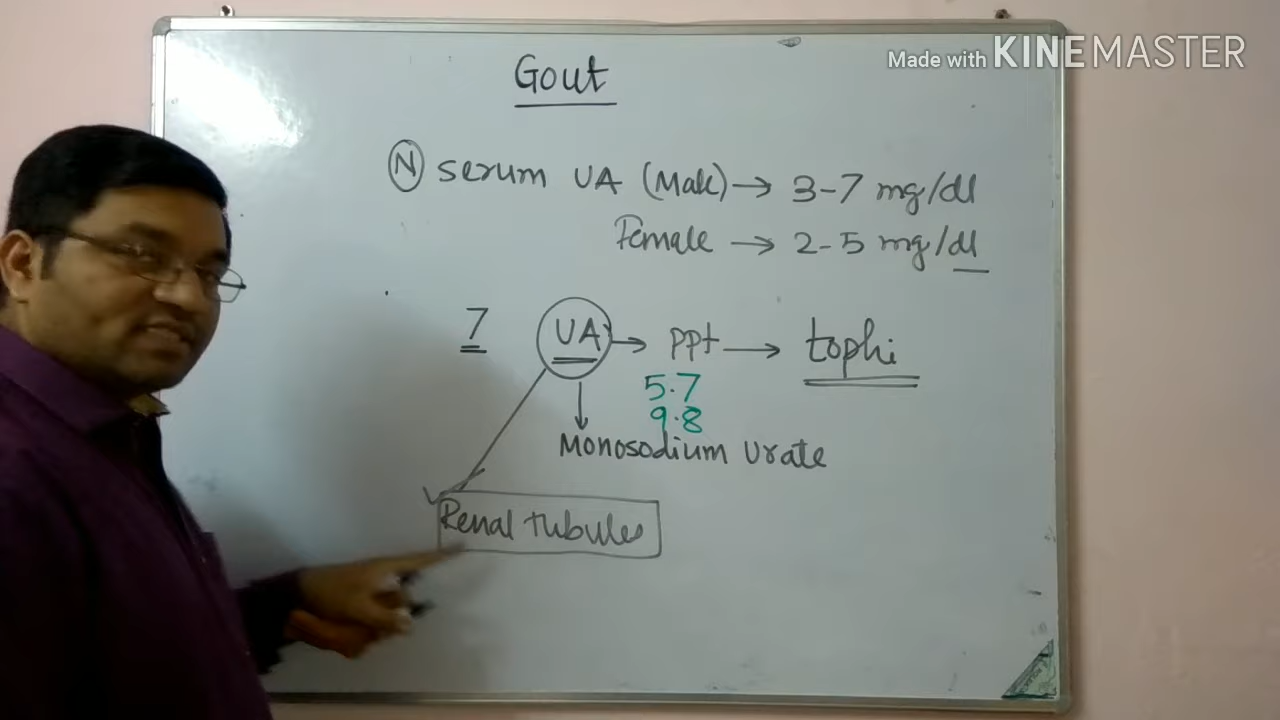 Made with KINEMASTER
Gout
N serum UA (Male) → 3-7 mg/dl
Female → 2-5 mg/dl
7 UA → ppt → tophi
5.7
9.8
Monosodium Urate
Renal tubules